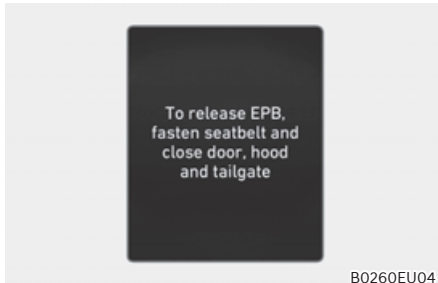 To release EPB,
fasten seatbelt and
close door, hood
and tailgate
B0260EU04